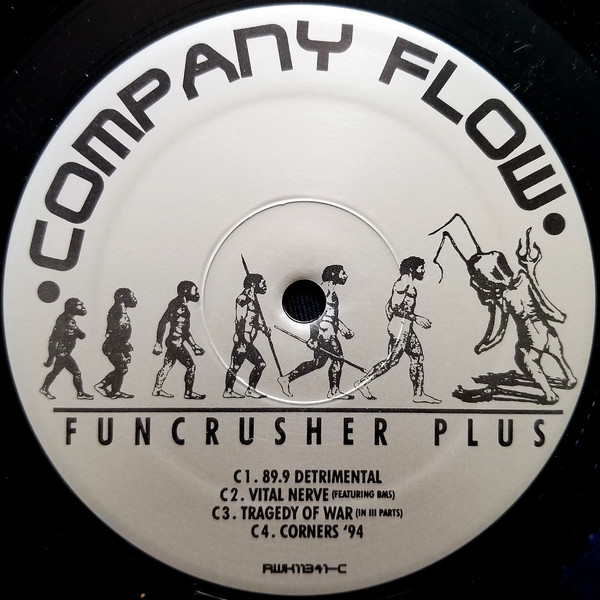 •COMPANY FLOW•
FUNCRUSHER PLUS
C1. 89.9 DETRIMENTAL
C2. VITAL NERVE (FEATURING BMS)
C3. TRAGEDY OF WAR (IN III PARTS)
C4. CORNERS '94
RWK11341-C